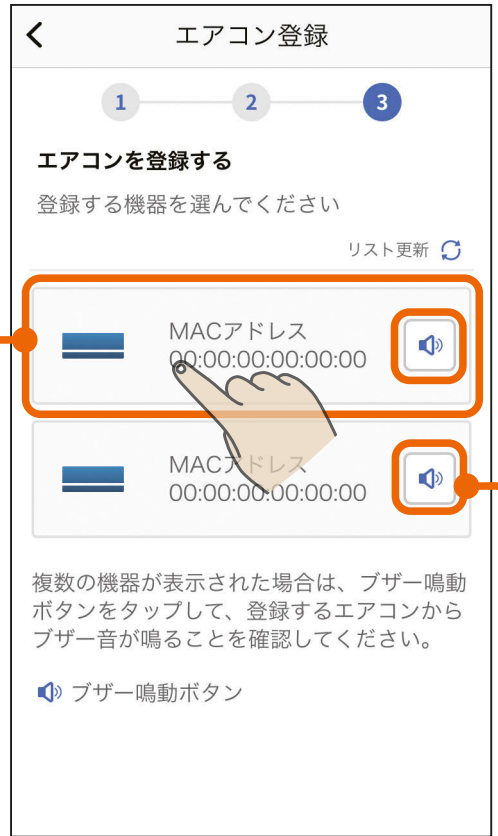 エアコン登録
1 2 3
エアコンを登録する
登録する機器を選んでください
リスト更新
MACアドレス
00:00:00:00:00:00
MACアドレス
00:00:00:00:00:00
複数の機器が表示された場合は、ブザー鳴動
ボタンをタップして、登録するエアコンから
ブザー音が鳴ることを確認してください。
ブザー鳴動ボタン